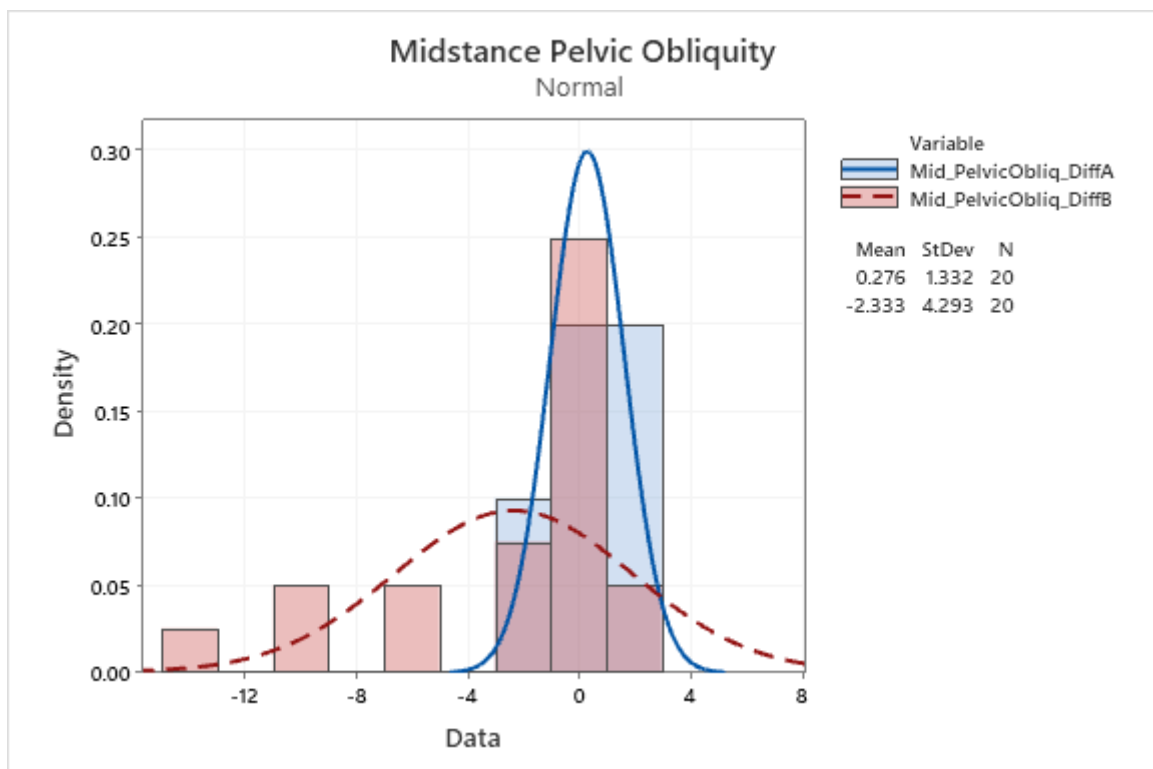 Midstance Pelvic Obliquity
Normal
Variable
Mid_PelvicObliq_DiffA
Mid_PelvicObliq_DiffB
Mean StDev N
0.276 1.332 20
-2.333 4.293 20
0.30
0.25
0.20
0.15
0.10
0.05
0.00
Density
-12 -8 -4 0 4 8
Data